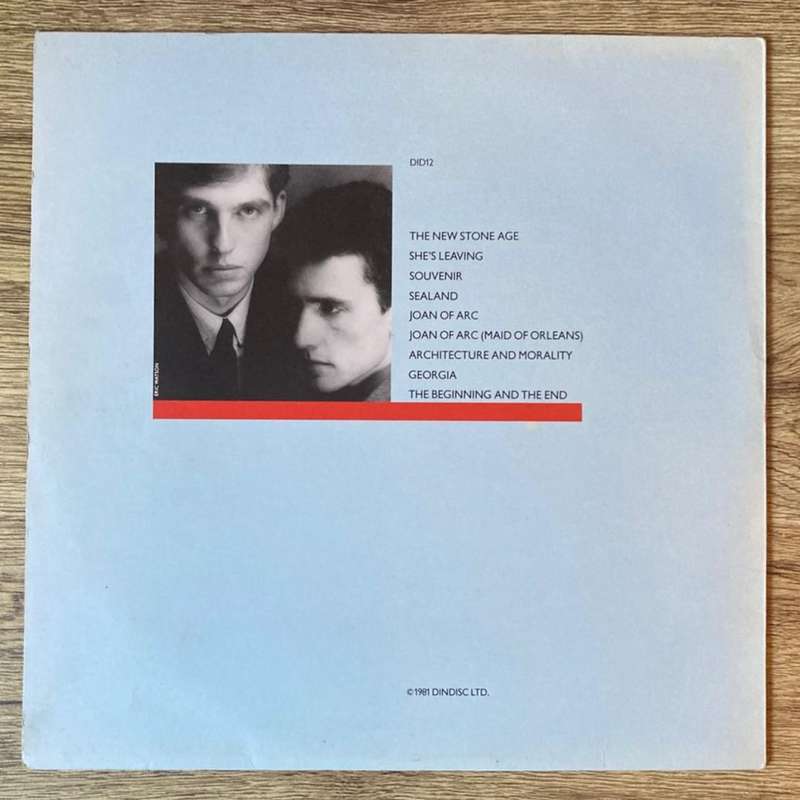 DID12
THE NEW STONE AGE
SHE'S LEAVING
SOUVENIR
SEALAND
JOAN OF ARC
JOAN OF ARC (MAID OF ORLEANS)
ARCHITECTURE AND MORALITY
GEORGIA
THE BEGINNING AND THE END
ERIC WATSON
© 1981 DINDISC LTD.